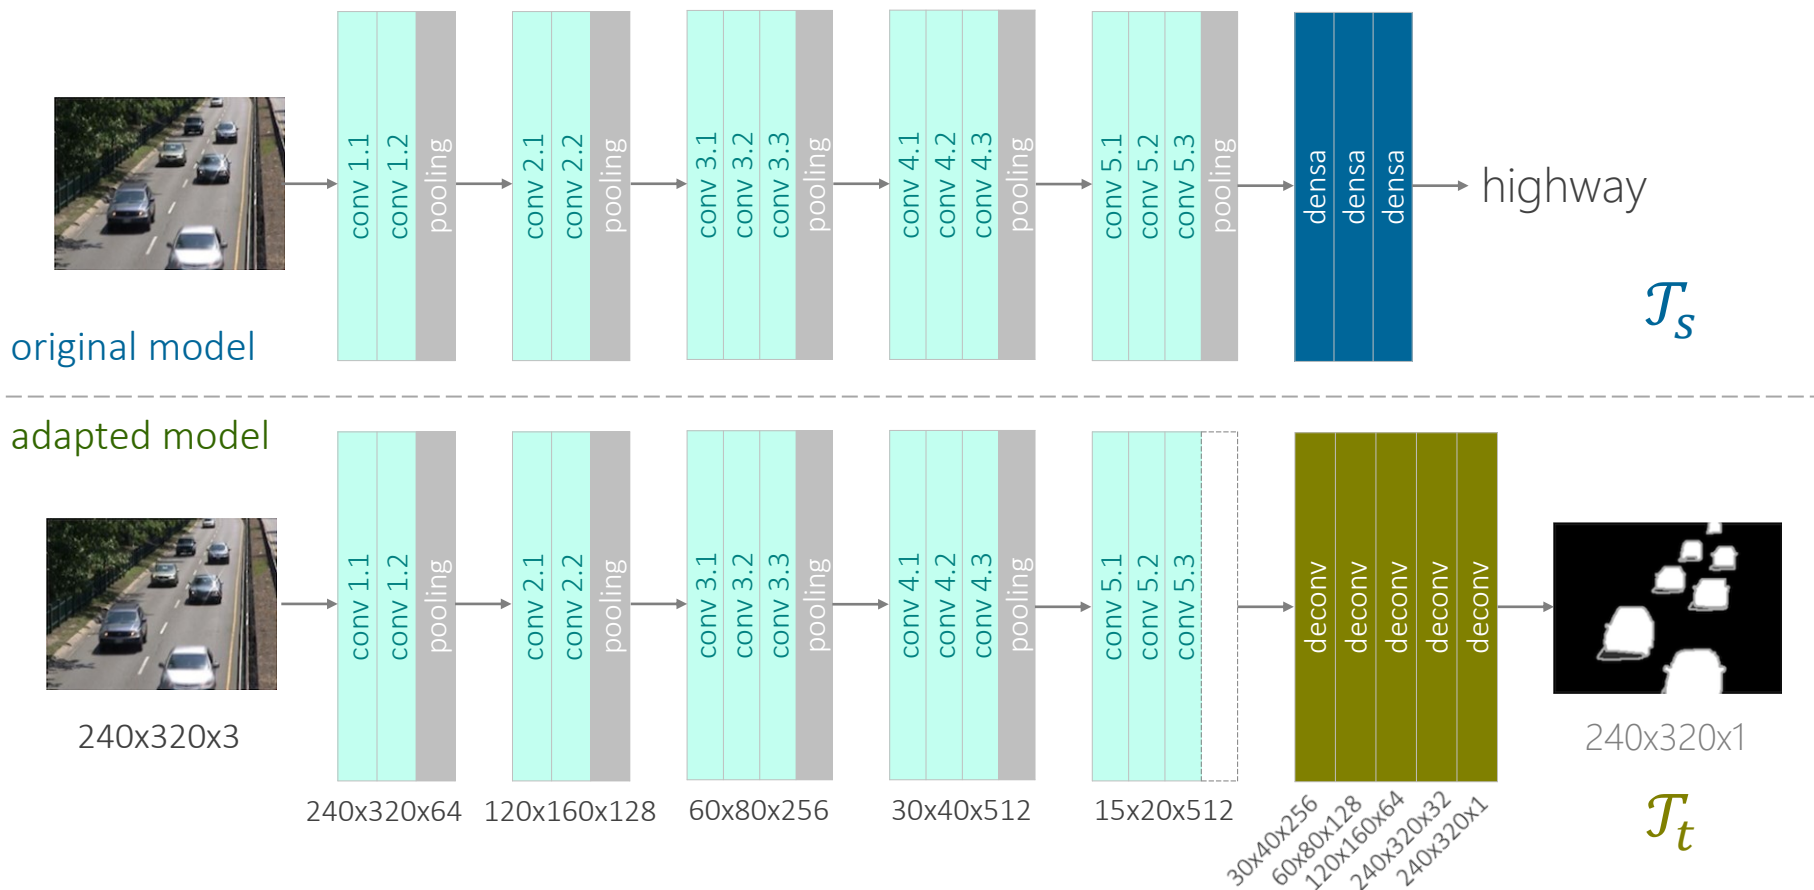 conv 1.1
conv 1.2
pooling
conv 2.1
conv 2.2
pooling
conv 3.1
conv 3.2
conv 3.3
pooling
conv 4.1
conv 4.2
conv 4.3
pooling
conv 5.1
conv 5.2
conv 5.3
pooling
densa
densa
densa
highway
𝒯s
original model
adapted model
conv 1.1
conv 1.2
pooling
conv 2.1
conv 2.2
pooling
conv 3.1
conv 3.2
conv 3.3
pooling
conv 4.1
conv 4.2
conv 4.3
pooling
conv 5.1
conv 5.2
conv 5.3
deconv
deconv
deconv
deconv
deconv
240x320x3
240x320x64
120x160x128
60x80x256
30x40x512
15x20x512
30x40x256
60x80x128
120x160x64
240x320x32
240x320x1
240x320x1
𝒯t